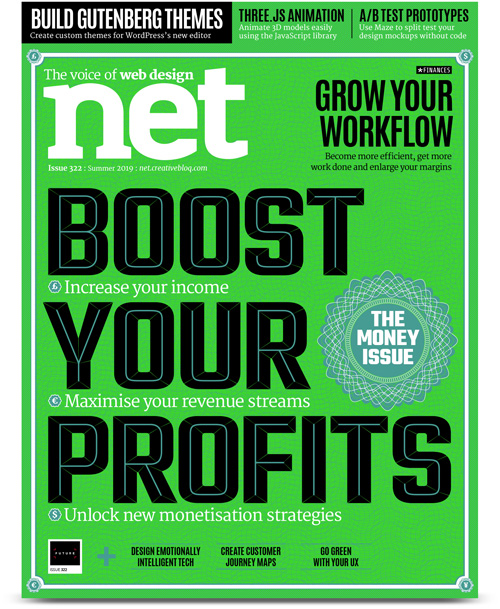 BUILD GUTENBERG THEMES
Create custom themes for WordPress's new editor
THREE.JS ANIMATION
Animate 3D models easily
using the JavaScript library
A/B TEST PROTOTYPES
Use Maze to split test your
design mockups without code
£
$
The voice of web design
net
Issue 322 : Summer 2019 : net.creativebloq.com
★FINANCES
GROW YOUR
WORKFLOW
Become more efficient, get more
work done and enlarge your margins
BOOST
£ Increase your income
YOUR
€ Maximise your revenue streams
THE
MONEY
ISSUE
PROFITS
$ Unlock new monetisation strategies
FUTURE
ISSUE 322
+
DESIGN EMOTIONALLY
INTELLIGENT TECH
CREATE CUSTOMER
JOURNEY MAPS
GO GREEN
WITH YOUR UX
€
¥